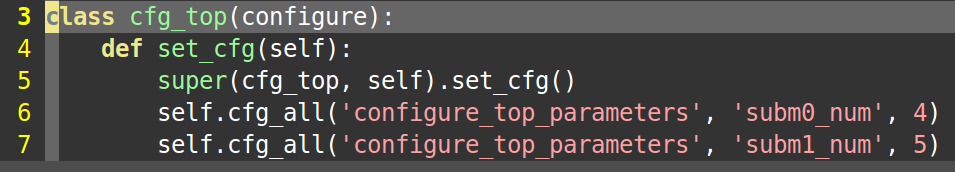 3 class cfg_top(configure):
4     def set_cfg(self):
5         super(cfg_top, self).set_cfg()
6         self.cfg_all('configure_top_parameters', 'subm0_num', 4)
7         self.cfg_all('configure_top_parameters', 'subm1_num', 5)